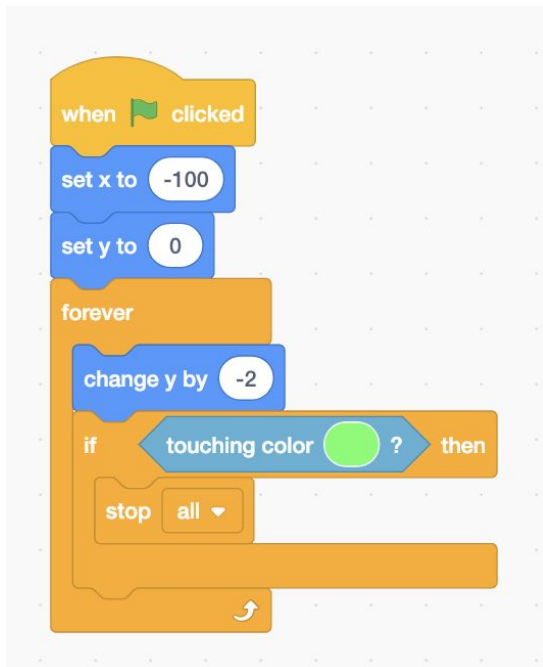 when clicked
set x to -100
set y to 0
forever
change y by -2
if touching color ? then
stop all